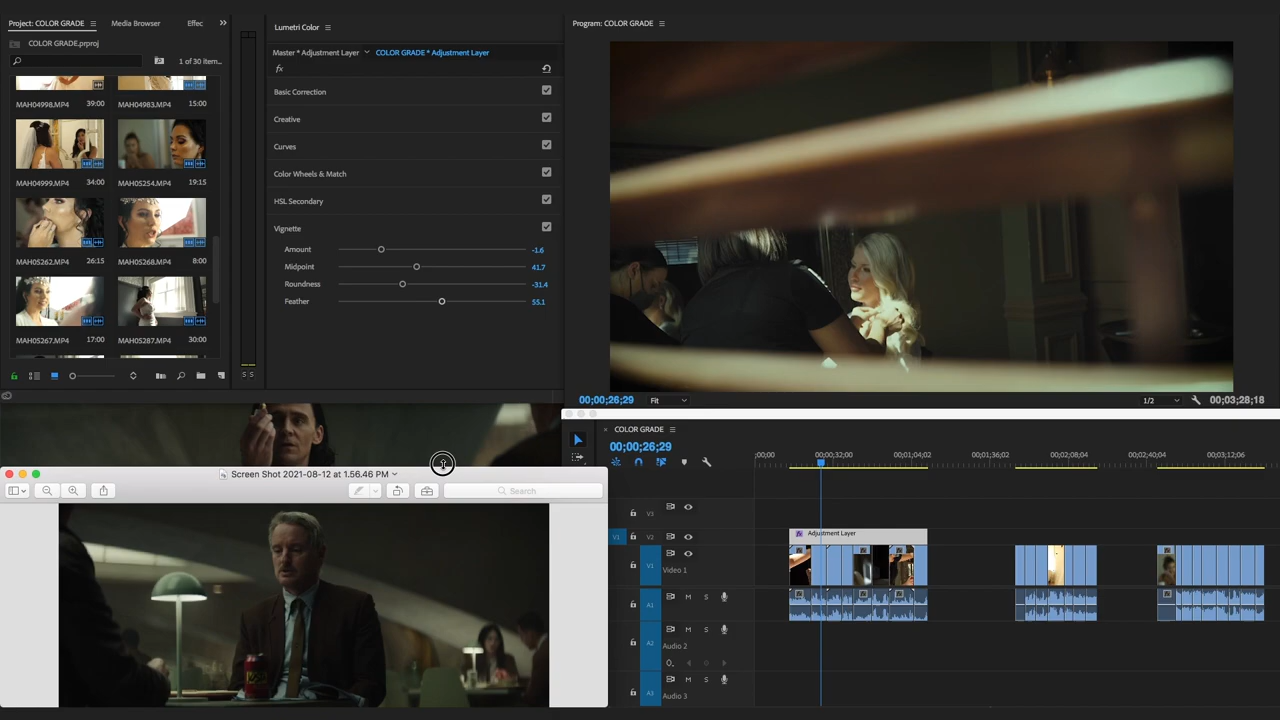 Project: COLOR GRADE
Media Browser
Effec
COLOR GRADE.prproj
1 of 30 item...
MAH04998.MP4 39:00
MAH04983.MP4 15:00
MAH04999.MP4 34:00
MAH05254.MP4 19:15
MAH05262.MP4 26:15
MAH05268.MP4 8:00
MAH05267.MP4 17:00
MAH05287.MP4 30:00
S S
Lumetri Color
Master * Adjustment Layer
COLOR GRADE * Adjustment Layer
fx
Basic Correction
Creative
Curves
Color Wheels & Match
HSL Secondary
Vignette
Amount -1.6
Midpoint 41.7
Roundness -31.4
Feather 55.1
Program: COLOR GRADE
00;00;26;29
Fit
1/2
00;03;28;18
Screen Shot 2021-08-12 at 1.56.46 PM
Search
× COLOR GRADE
00;00;26;29
;00;00
00;00;32;00
00;01;04;02
00;01;36;02
00;02;08;04
00;02;40;04
00;03;12;06
V3
V1 V2
Adjustment Layer
V1 Video 1
A1 M S
A2 M S
Audio 2
A3 M S
Audio 3